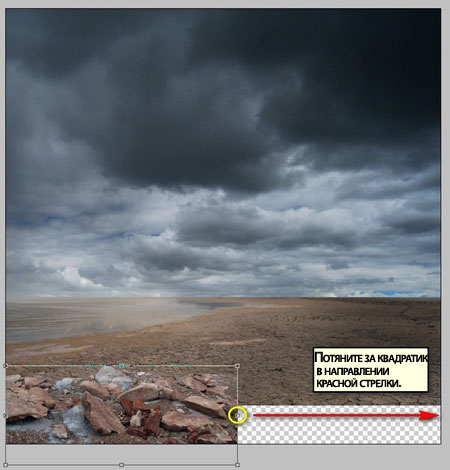 Потяните за квадратик
в направлении
красной стрелки.